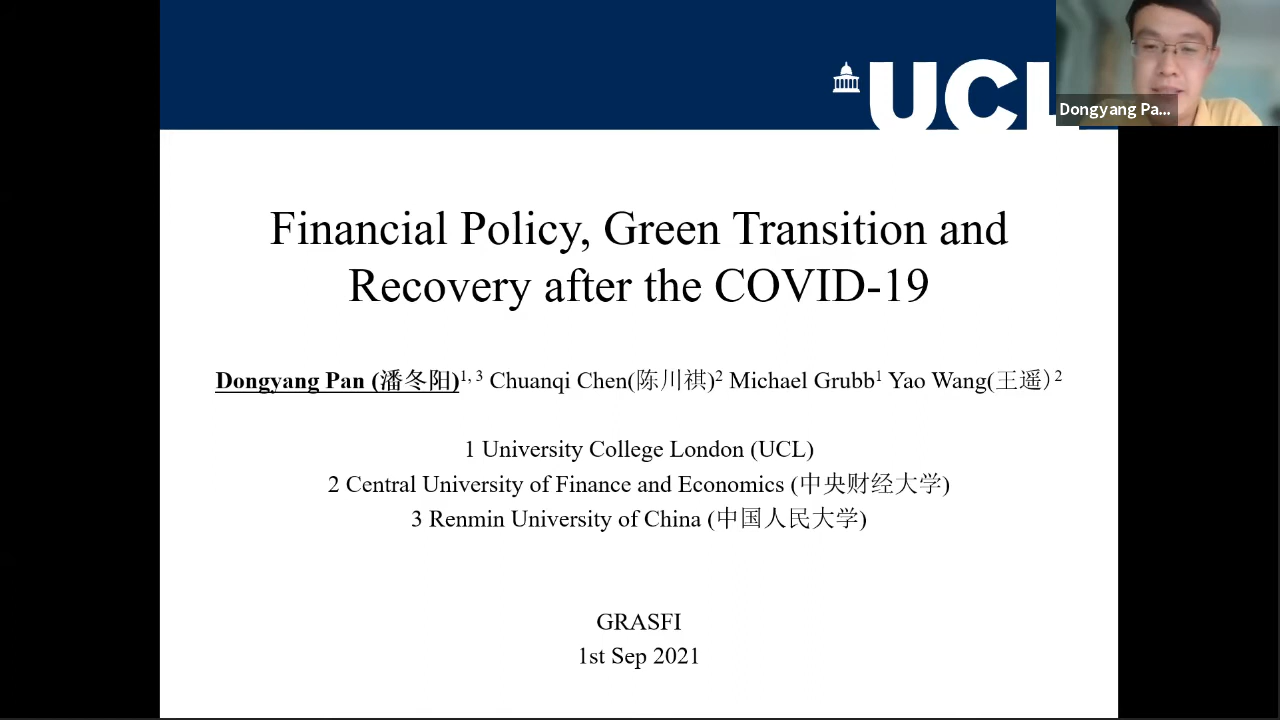 UCL
Dongyang Pa...
Financial Policy, Green Transition and
Recovery after the COVID-19
Dongyang Pan (潘冬阳)1, 3 Chuanqi Chen(陈川祺)2 Michael Grubb1 Yao Wang(王遥)2
1 University College London (UCL)
2 Central University of Finance and Economics (中央财经大学)
3 Renmin University of China (中国人民大学)
GRASFI
1st Sep 2021